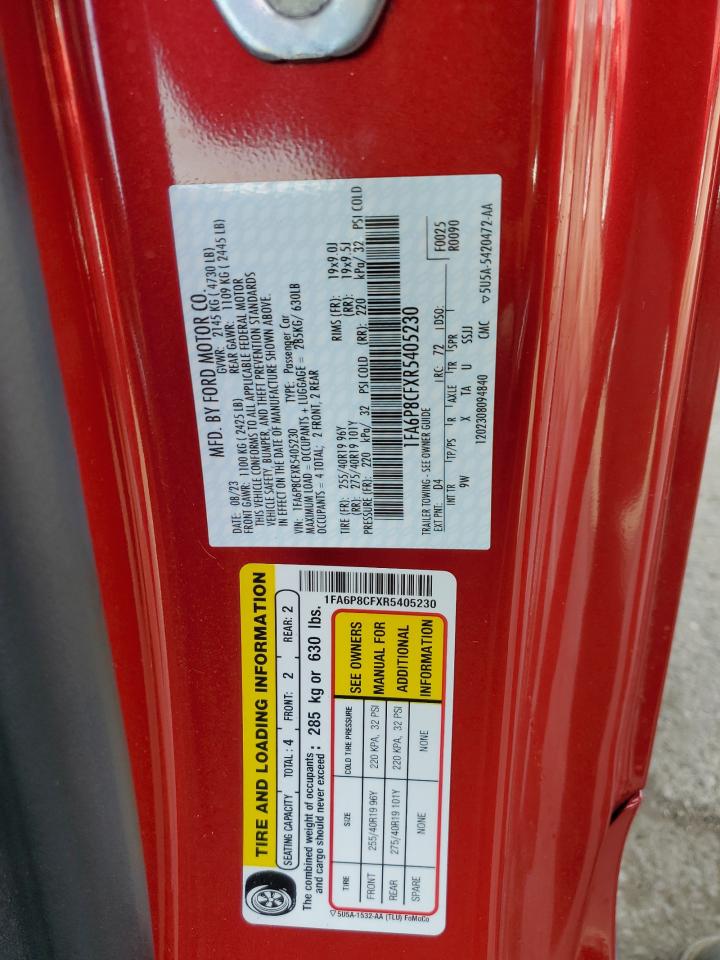 MFD. BY FORD MOTOR CO.
DATE: 08/23 GVWR: 2145 KG ( 4730 LB)
FRONT GAWR: 1100 KG ( 2425 LB) REAR GAWR: 1109 KG ( 2445 LB)
THIS VEHICLE CONFORMS TO ALL APPLICABLE FEDERAL MOTOR
VEHICLE SAFETY, BUMPER, AND THEFT PREVENTION STANDARDS
IN EFFECT ON THE DATE OF MANUFACTURE SHOWN ABOVE.
VIN: 1FA6P8CFXR5405230 TYPE: Passenger Car
MAXIMUM LOAD = OCCUPANTS + LUGGAGE = 285KG/ 630LB
OCCUPANTS = 4 TOTAL; 2 FRONT, 2 REAR
TIRE (FR): 255/40R19 96Y RIMS (FR): 19x9.0J
(RR): 275/40R19 101Y (RR): 19x9.5J
PRESSURE (FR): 220 kPa/ 32 PSI COLD (RR): 220 kPa/ 32 PSI COLD
1FA6P8CFXR5405230
TRAILER TOWING - SEE OWNER GUIDE
F0025
R0090
EXT PNT: D4 RC: 72 DSO:
INT TR TP/PS R AXLE TR SPR
9W X TA U SSJJ
1202308094840 CMC
▽ 5U5A-5420472-AA
TIRE AND LOADING INFORMATION
SEATING CAPACITY TOTAL : 4 FRONT: 2 REAR: 2
The combined weight of occupants and cargo should never exceed : 285 kg or 630 lbs.
1FA6P8CFXR5405230
TIRE SIZE COLD TIRE PRESSURE
FRONT 255/40R19 96Y 220 KPA, 32 PSI
REAR 275/40R19 101Y 220 KPA, 32 PSI
SPARE NONE NONE
SEE OWNERS
MANUAL FOR
ADDITIONAL
INFORMATION
▽ 5U5A-1532-AA (TLU) FoMoCo